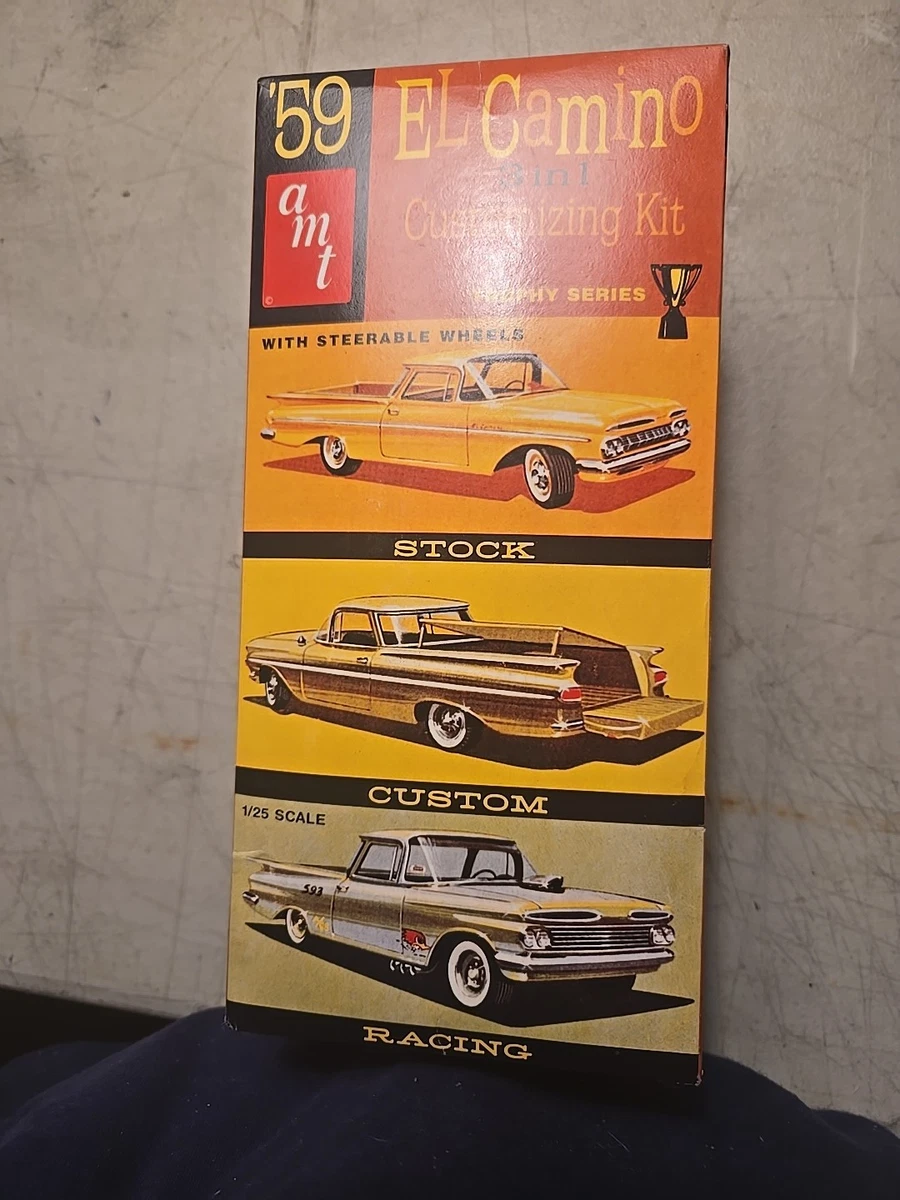 '59
EL Camino
3 in 1
Customizing Kit
amt
©
TROPHY SERIES
WITH STEERABLE WHEELS
STOCK
CUSTOM
1/25 SCALE
593
RACING